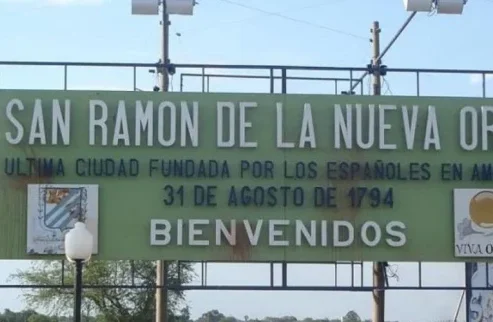 SAN RAMON DE LA NUEVA OR
ULTIMA CIUDAD FUNDADA POR LOS ESPAÑOLES EN AM
31 DE AGOSTO DE 1794
BIENVENIDOS
VIVA O